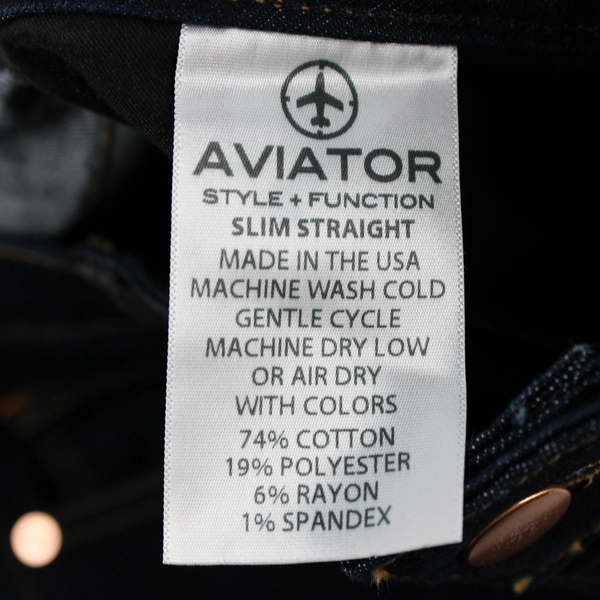 AVIATOR
STYLE + FUNCTION
SLIM STRAIGHT
MADE IN THE USA
MACHINE WASH COLD
GENTLE CYCLE
MACHINE DRY LOW
OR AIR DRY
WITH COLORS
74% COTTON
19% POLYESTER
6% RAYON
1% SPANDEX